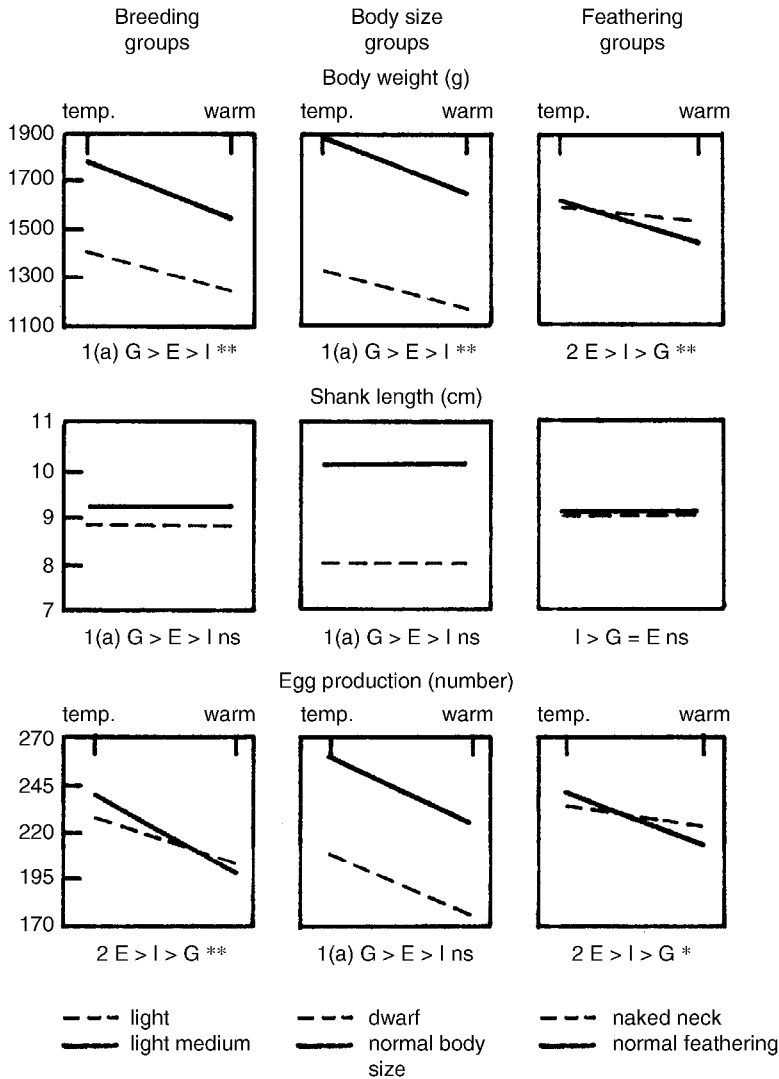 Breeding groups
Body size groups
Feathering groups
Body weight (g)
temp. warm temp. warm temp. warm
1900
1700
1500
1300
1100
1(a) G > E > I ** 1(a) G > E > I ** 2 E > I > G **
Shank length (cm)
11
10
9
8
7
1(a) G > E > I ns 1(a) G > E > I ns I > G = E ns
Egg production (number)
temp. warm temp. warm temp. warm
270
245
220
195
170
2 E > I > G ** 1(a) G > E > I ns 2 E > I > G *
light
light medium
dwarf
normal body
size
naked neck
normal feathering